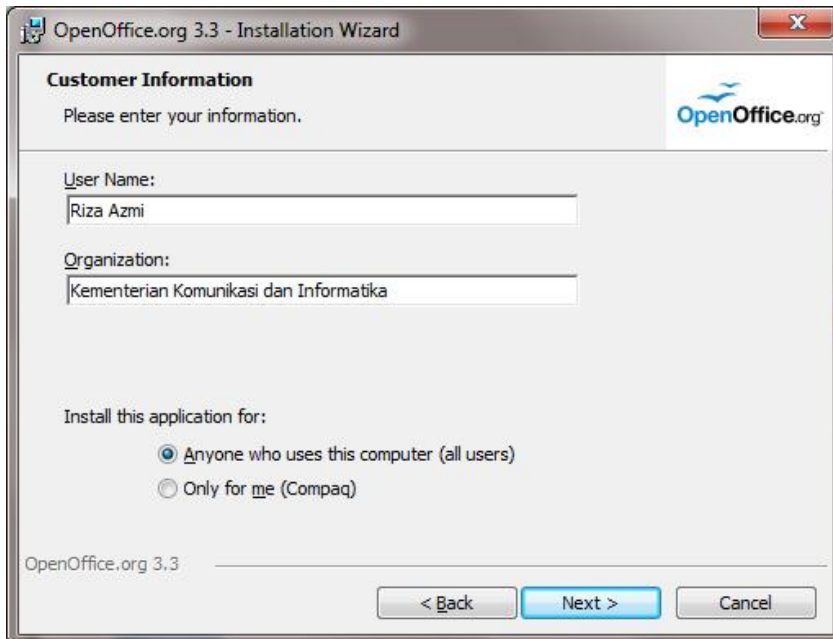 OpenOffice.org 3.3 - Installation Wizard
Customer Information
Please enter your information.
OpenOffice.org
User Name:
Riza Azmi
Organization:
Kementerian Komunikasi dan Informatika
Install this application for:
Anyone who uses this computer (all users)
Only for me (Compaq)
OpenOffice.org 3.3
< Back Next > Cancel